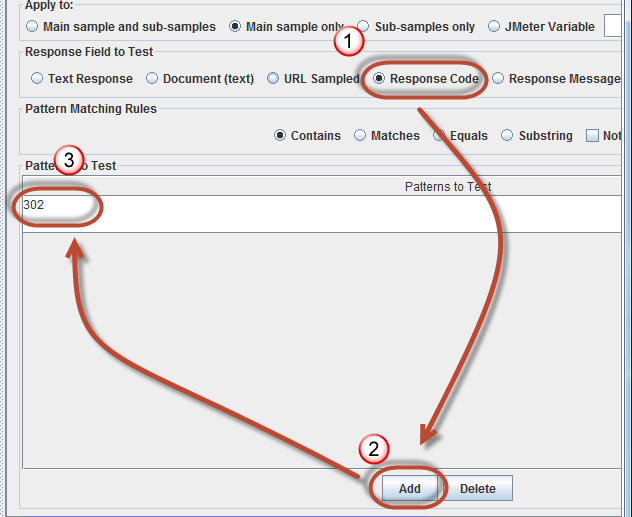 Apply to:
Main sample and sub-samples Main sample only Sub-samples only JMeter Variable
1
Response Field to Test
Text Response Document (text) URL Sampled Response Code Response Message
Pattern Matching Rules
Contains Matches Equals Substring Not
3
Patterns to Test
Patterns to Test
302
2
Add Delete